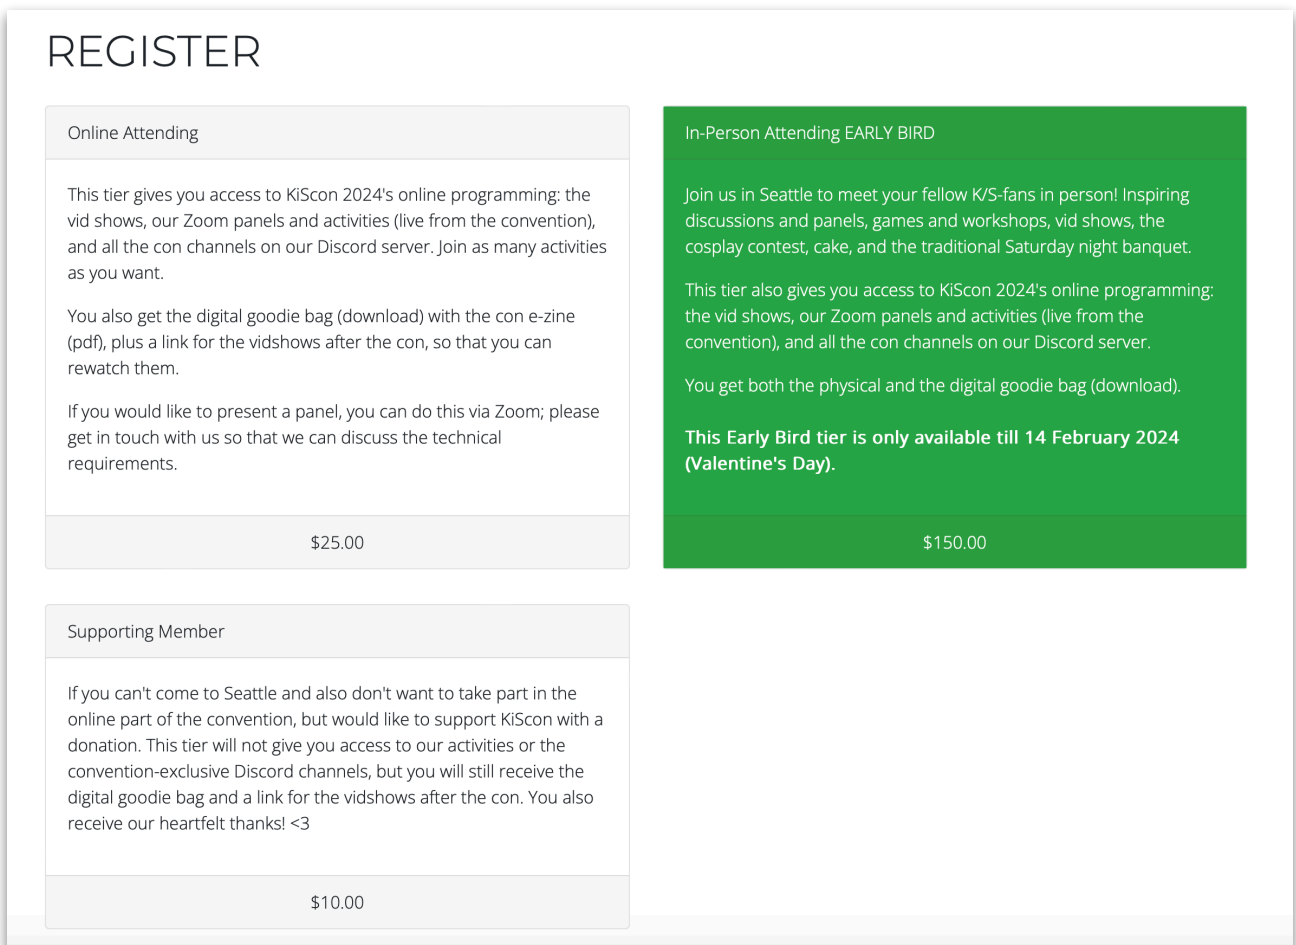 REGISTER
Online Attending
This tier gives you access to KiScon 2024's online programming: the
vid shows, our Zoom panels and activities (live from the convention),
and all the con channels on our Discord server. Join as many activities
as you want.
You also get the digital goodie bag (download) with the con e-zine
(pdf), plus a link for the vidshows after the con, so that you can
rewatch them.
If you would like to present a panel, you can do this via Zoom; please
get in touch with us so that we can discuss the technical
requirements.
$25.00
In-Person Attending EARLY BIRD
Join us in Seattle to meet your fellow K/S-fans in person! Inspiring
discussions and panels, games and workshops, vid shows, the
cosplay contest, cake, and the traditional Saturday night banquet.
This tier also gives you access to KiScon 2024's online programming:
the vid shows, our Zoom panels and activities (live from the
convention), and all the con channels on our Discord server.
You get both the physical and the digital goodie bag (download).
This Early Bird tier is only available till 14 February 2024
(Valentine's Day).
$150.00
Supporting Member
If you can't come to Seattle and also don't want to take part in the
online part of the convention, but would like to support KiScon with a
donation. This tier will not give you access to our activities or the
convention-exclusive Discord channels, but you will still receive the
digital goodie bag and a link for the vidshows after the con. You also
receive our heartfelt thanks! <3
$10.00